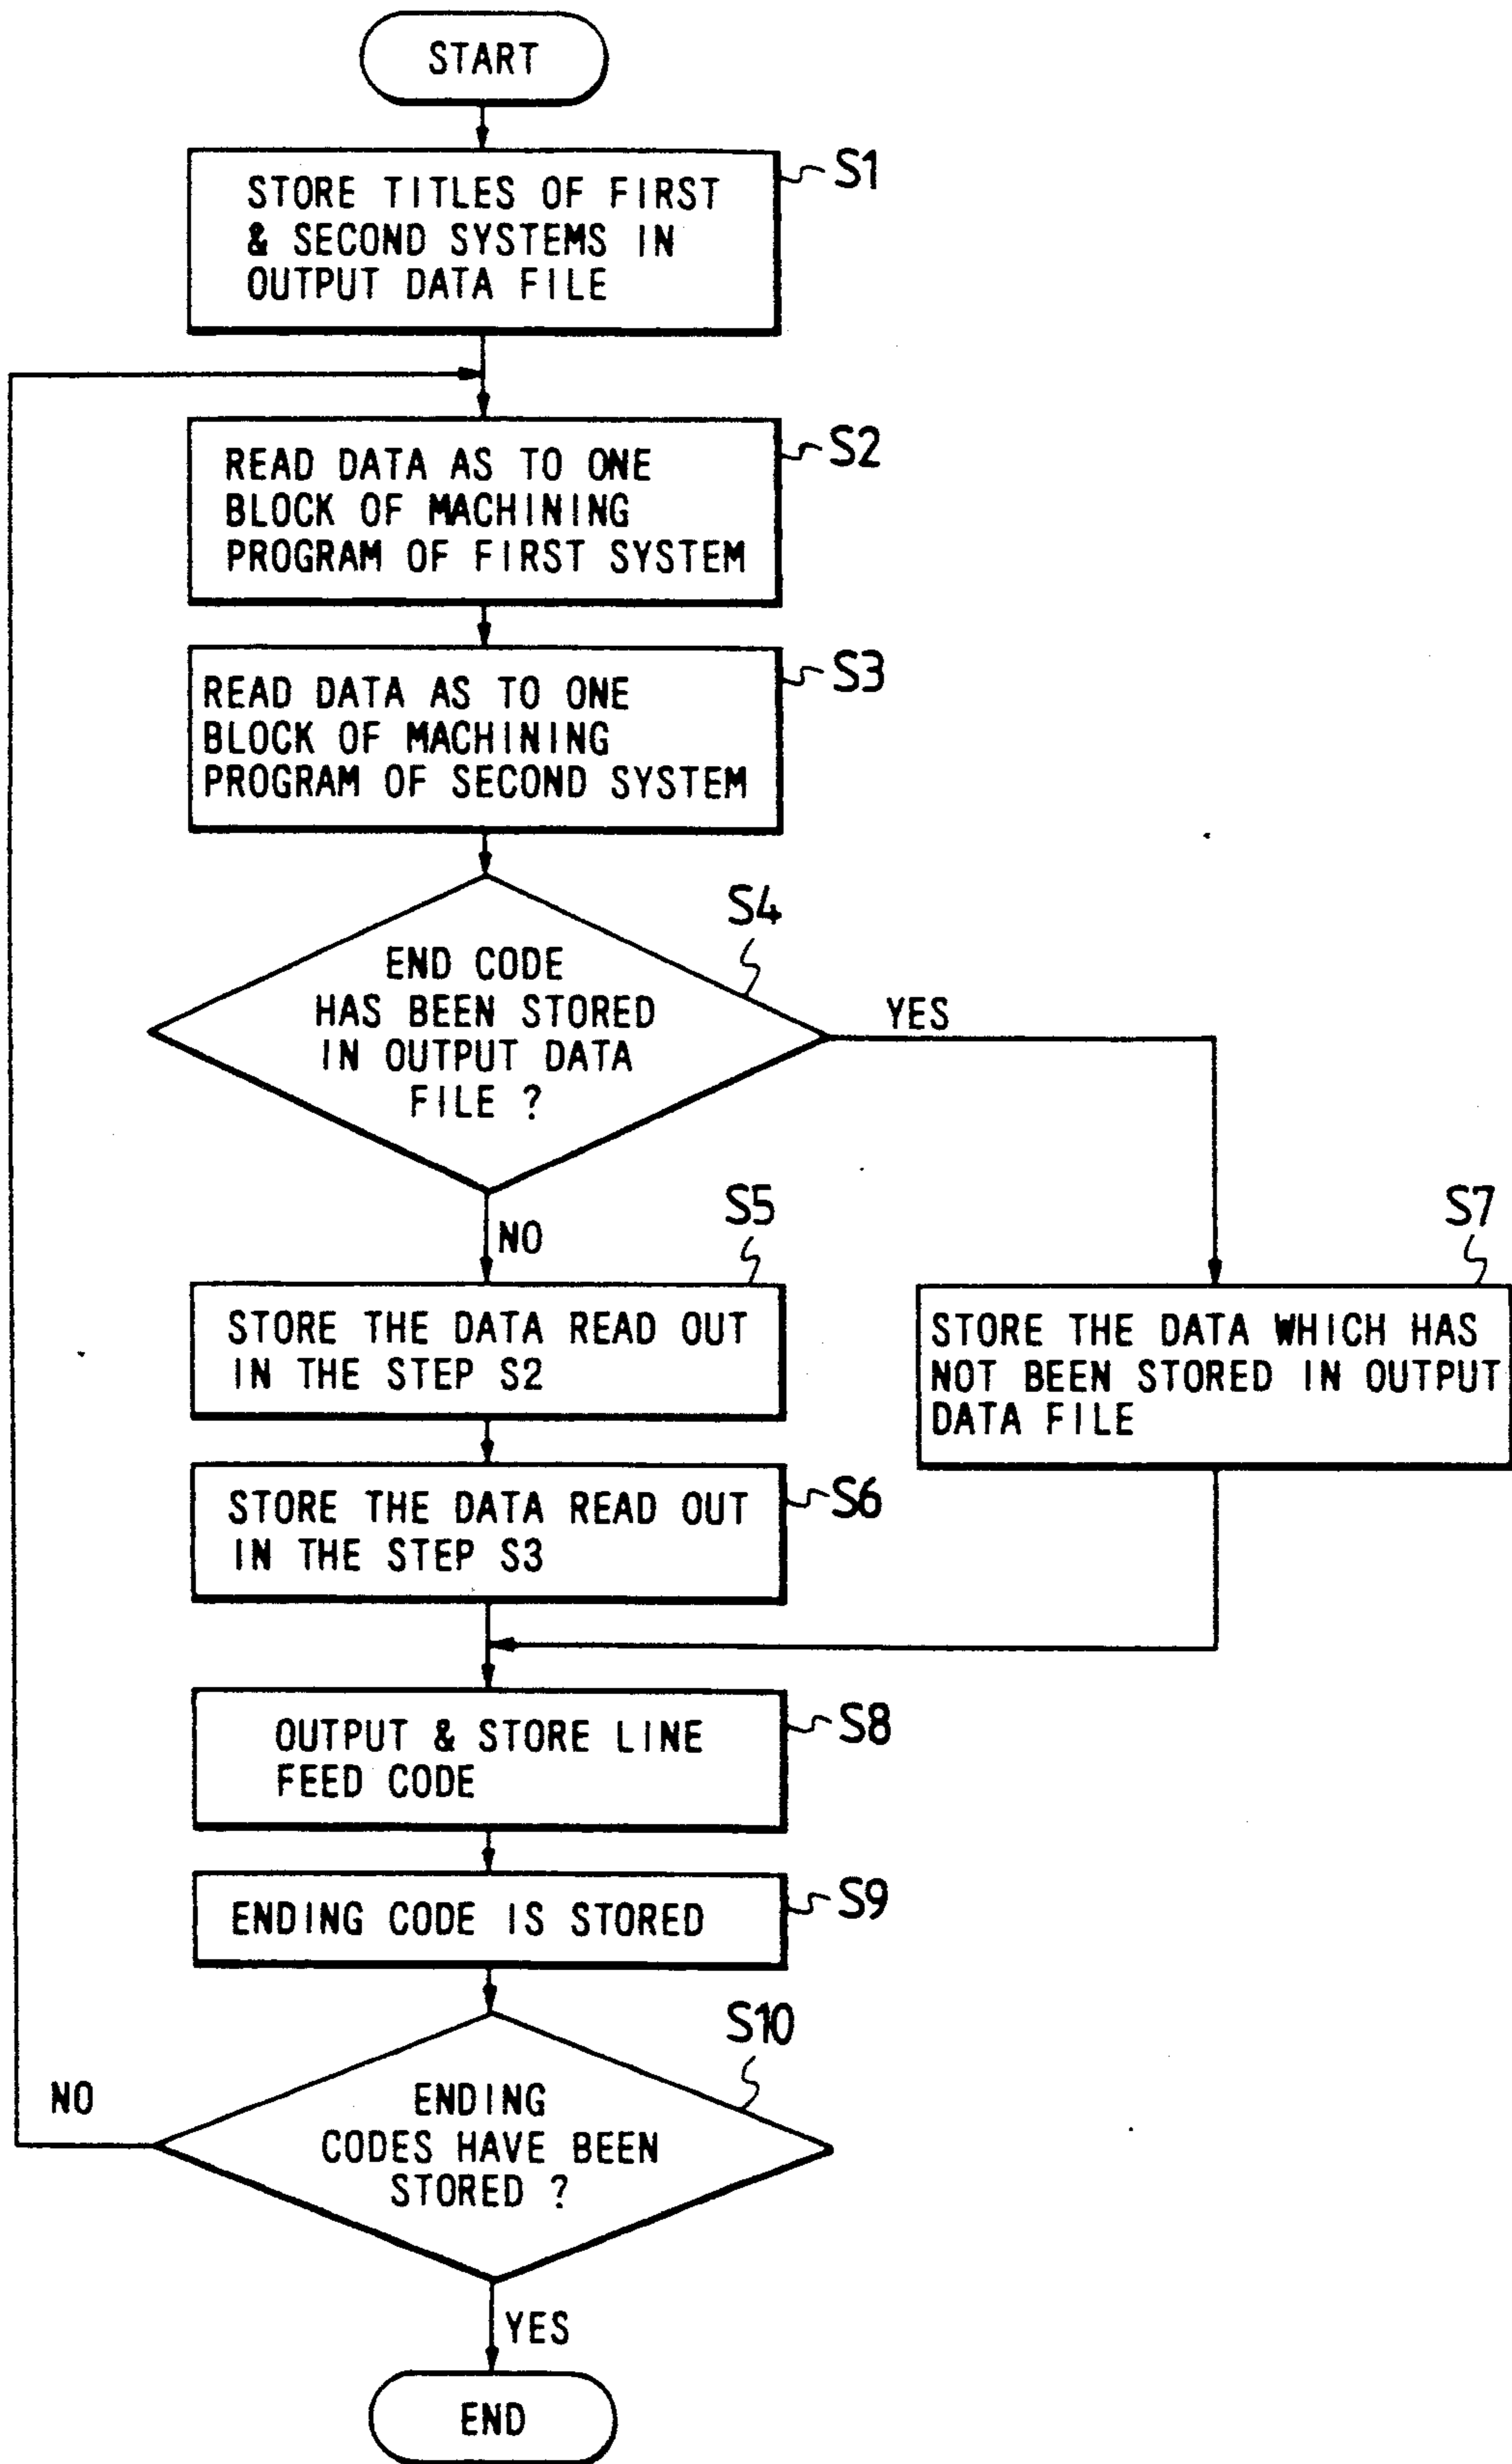 START
S1
STORE TITLES OF FIRST
& SECOND SYSTEMS IN
OUTPUT DATA FILE
S2
READ DATA AS TO ONE
BLOCK OF MACHINING
PROGRAM OF FIRST SYSTEM
S3
READ DATA AS TO ONE
BLOCK OF MACHINING
PROGRAM OF SECOND SYSTEM
S4
END CODE
HAS BEEN STORED
IN OUTPUT DATA
FILE ?
YES
NO
S5
STORE THE DATA READ OUT
IN THE STEP S2
S7
STORE THE DATA WHICH HAS
NOT BEEN STORED IN OUTPUT
DATA FILE
S6
STORE THE DATA READ OUT
IN THE STEP S3
S8
OUTPUT & STORE LINE
FEED CODE
S9
ENDING CODE IS STORED
S10
ENDING
CODES HAVE BEEN
STORED ?
NO
YES
END